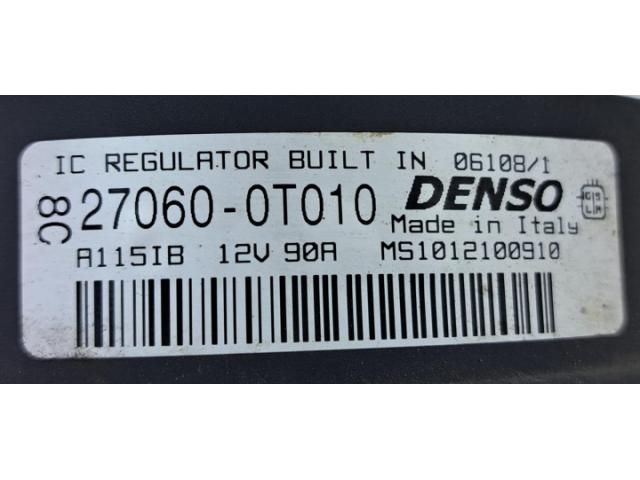 IC REGULATOR BUILT IN 06108/1
8C 27060-0T010 DENSO
Made in Italy
A115IB 12V 90A MS1012100910